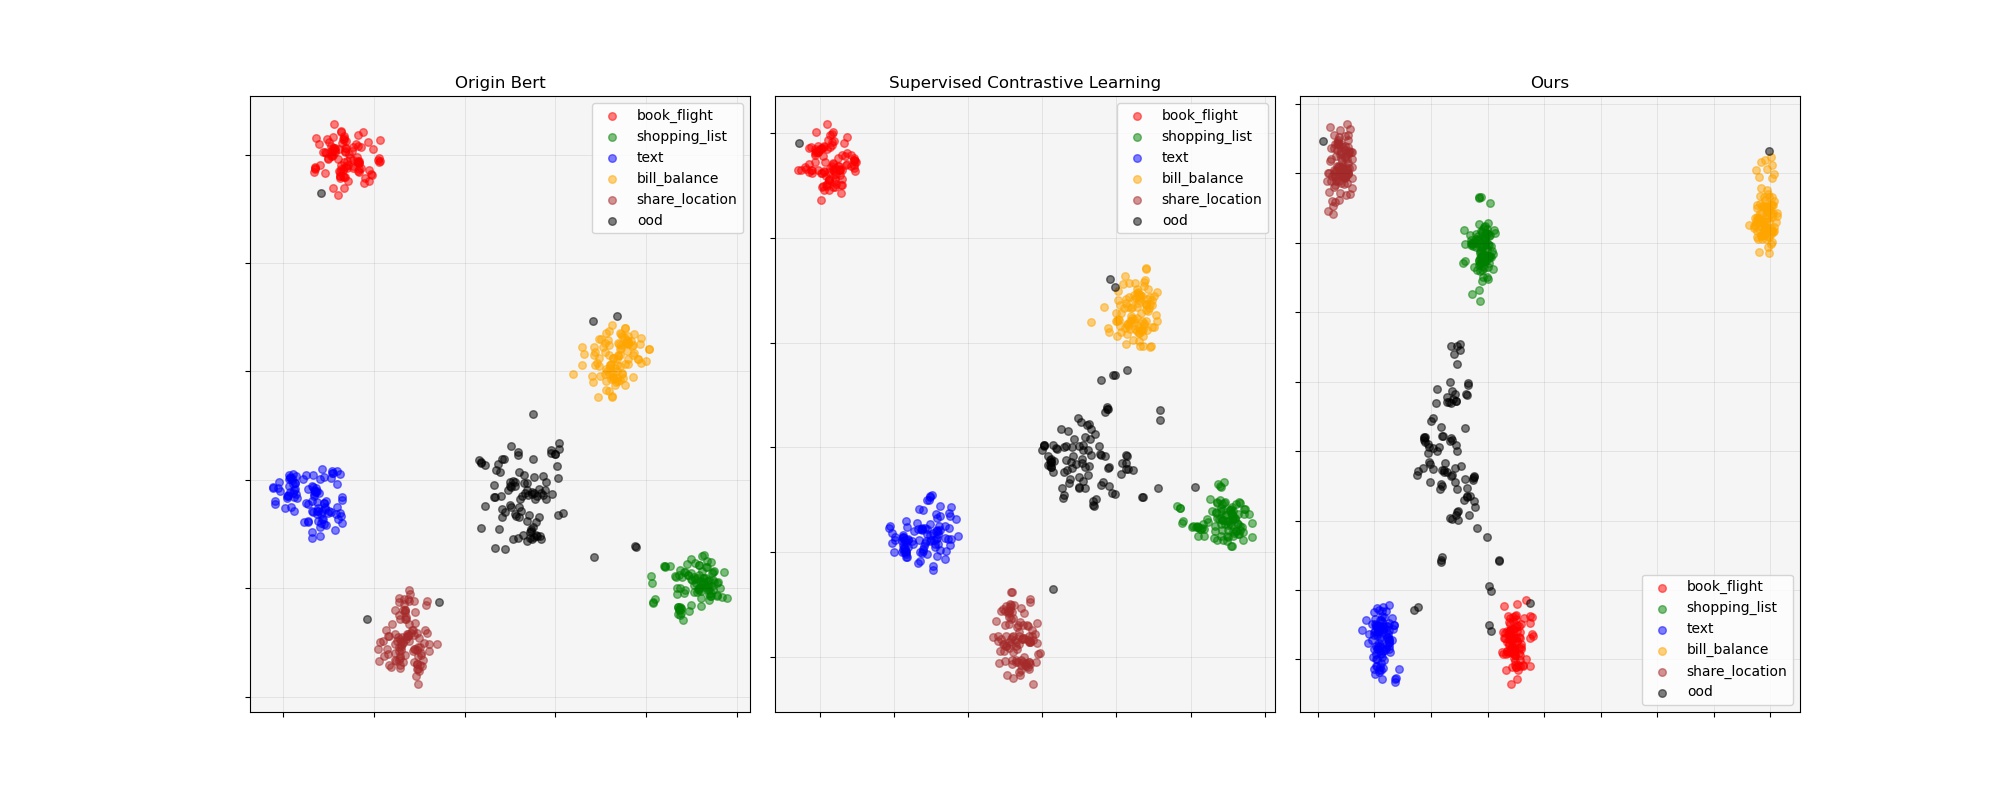 Origin Bert
book_flight
shopping_list
text
bill_balance
share_location
ood
Supervised Contrastive Learning
book_flight
shopping_list
text
bill_balance
share_location
ood
Ours
book_flight
shopping_list
text
bill_balance
share_location
ood